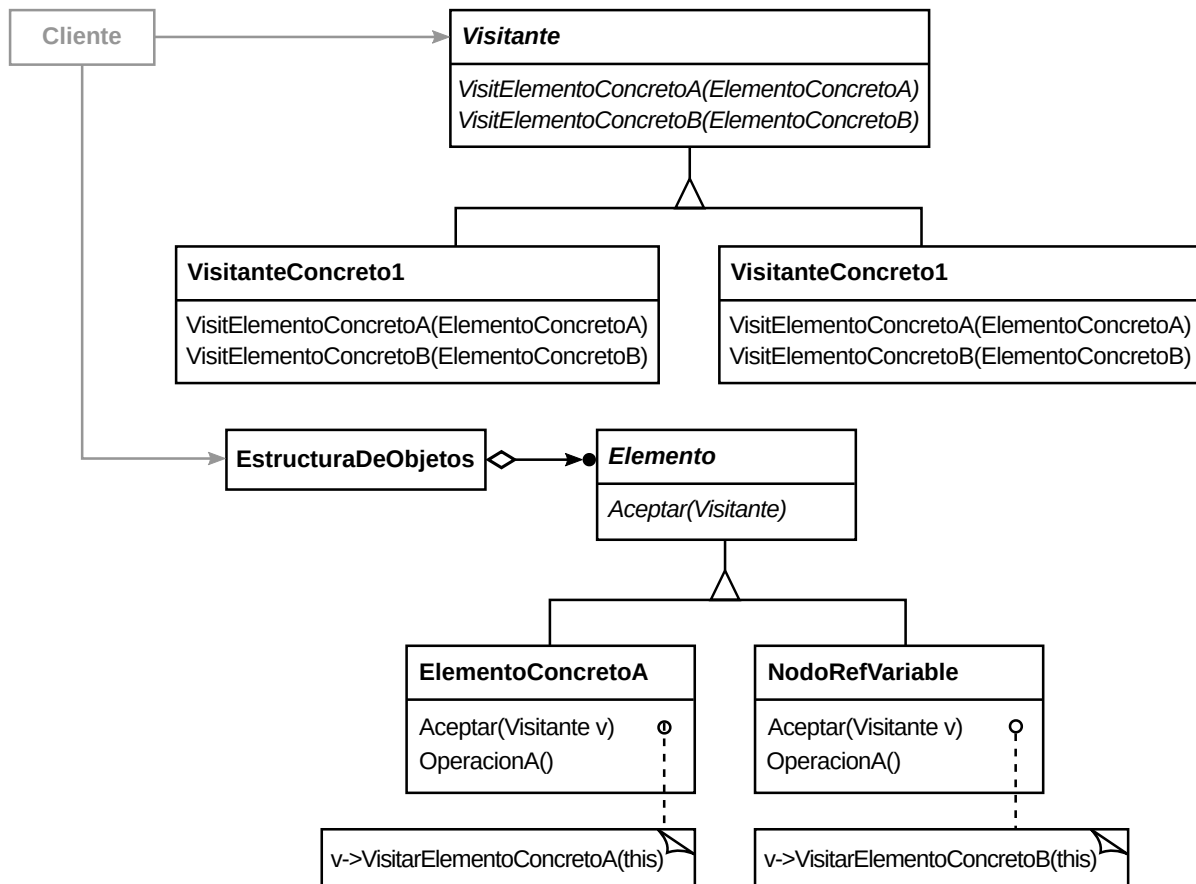 Cliente
Visitante
VisitElementoConcretoA(ElementoConcretoA)
VisitElementoConcretoB(ElementoConcretoB)
VisitanteConcreto1
VisitElementoConcretoA(ElementoConcretoA)
VisitElementoConcretoB(ElementoConcretoB)
VisitanteConcreto1
VisitElementoConcretoA(ElementoConcretoA)
VisitElementoConcretoB(ElementoConcretoB)
EstructuraDeObjetos
Elemento
Aceptar(Visitante)
ElementoConcretoA
Aceptar(Visitante v)
OperacionA()
NodoRefVariable
Aceptar(Visitante v)
OperacionA()
v->VisitarElementoConcretoA(this)
v->VisitarElementoConcretoB(this)